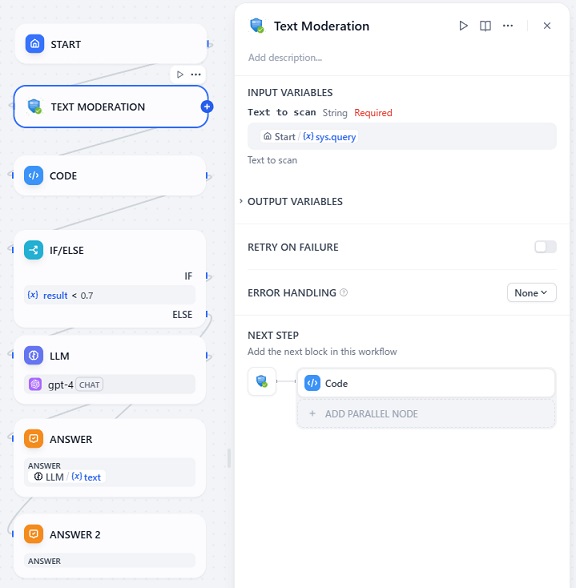 START
TEXT MODERATION
CODE
IF/ELSE
IF
(x) result < 0.7
ELSE
LLM
gpt-4 CHAT
ANSWER
ANSWER
LLM / (x) text
ANSWER 2
ANSWER
Text Moderation
Add description...
INPUT VARIABLES
Text to scan String Required
Start / (x) sys.query
Text to scan
OUTPUT VARIABLES
RETRY ON FAILURE
ERROR HANDLING
None
NEXT STEP
Add the next block in this workflow
Code
+ ADD PARALLEL NODE